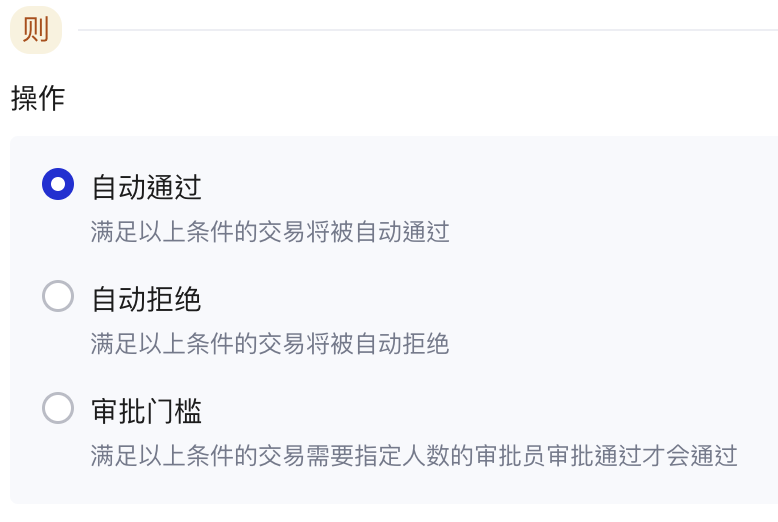 则
操作
自动通过
满足以上条件的交易将被自动通过
自动拒绝
满足以上条件的交易将被自动拒绝
审批门槛
满足以上条件的交易需要指定人数的审批员审批通过才会通过